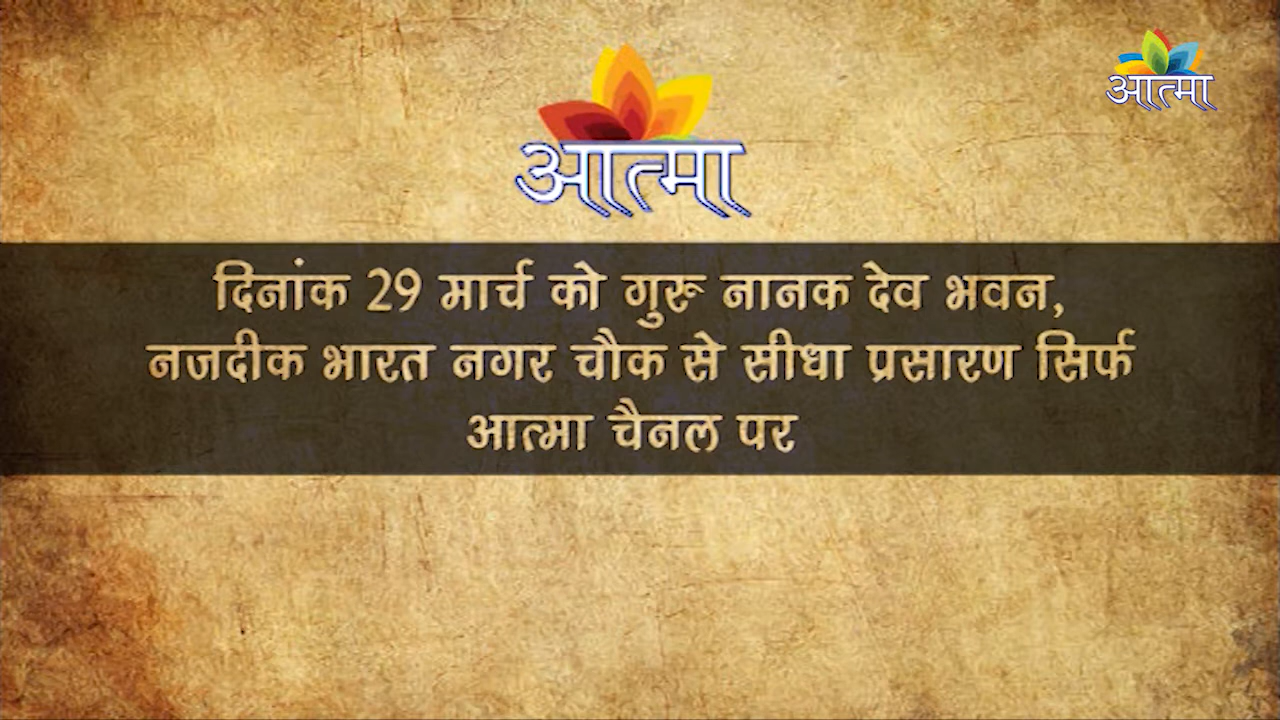 आत्मा
आत्मा
दिनांक 29 मार्च को गुरू नानक देव भवन,
नजदीक भारत नगर चौक से सीधा प्रसारण सिर्फ
आत्मा चैनल पर